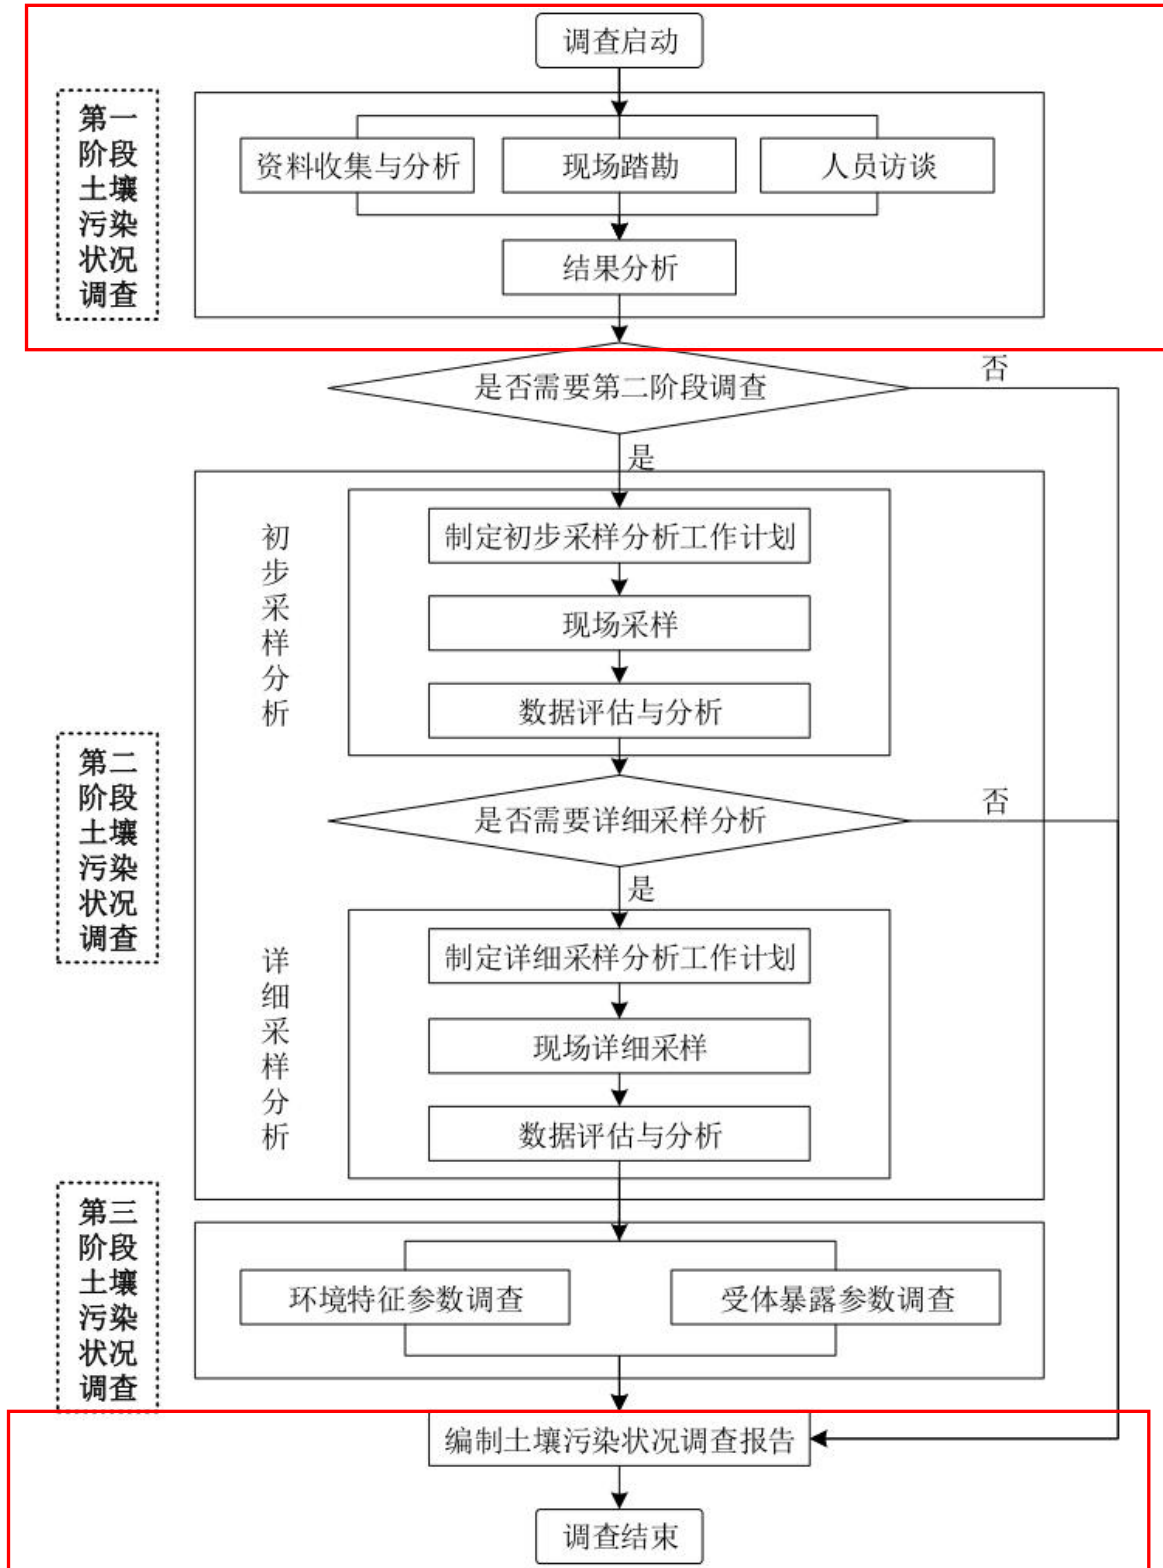 调查启动
第一
阶段
土壤
污染
状况
调查
资料收集与分析
现场踏勘
人员访谈
结果分析
是否需要第二阶段调查
否
是
初
步
采
样
分
析
制定初步采样分析工作计划
现场采样
数据评估与分析
第二
阶段
土壤
污染
状况
调查
是否需要详细采样分析
否
是
详
细
采
样
分
析
制定详细采样分析工作计划
现场详细采样
数据评估与分析
第三
阶段
土壤
污染
状况
调查
环境特征参数调查
受体暴露参数调查
编制土壤污染状况调查报告
调查结束